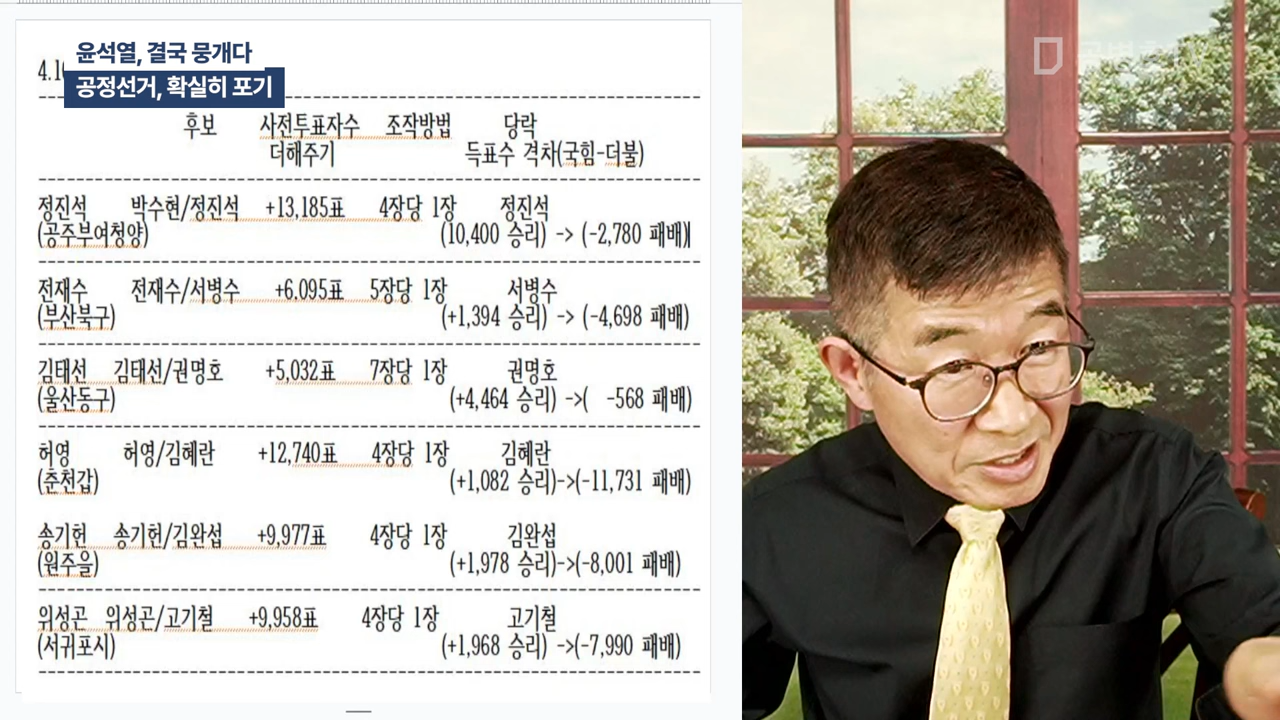 윤석열, 결국 뭉개다
공정선거, 확실히 포기
4.1
후보 사전투표자수 조작방법 당락
더해주기 득표수 격차(국힘-더불)
정진석 박수현/정진석 +13,185표 4장당 1장 정진석
(공주부여청양) (10,400 승리) -> (-2,780 패배)
전재수 전재수/서병수 +6,095표 5장당 1장 서병수
(부산북구) (+1,394 승리) -> (-4,698 패배)
김태선 김태선/권명호 +5,032표 7장당 1장 권명호
(울산동구) (+4,464 승리) ->( -568 패배)
허영 허영/김혜란 +12,740표 4장당 1장 김혜란
(춘천갑) (+1,082 승리)->(-11,731 패배)
송기헌 송기헌/김완섭 +9,977표 4장당 1장 김완섭
(원주을) (+1,978 승리)->(-8,001 패배)
위성곤 위성곤/고기철 +9,958표 4장당 1장 고기철
(서귀포시) (+1,968 승리) ->(-7,990 패배)